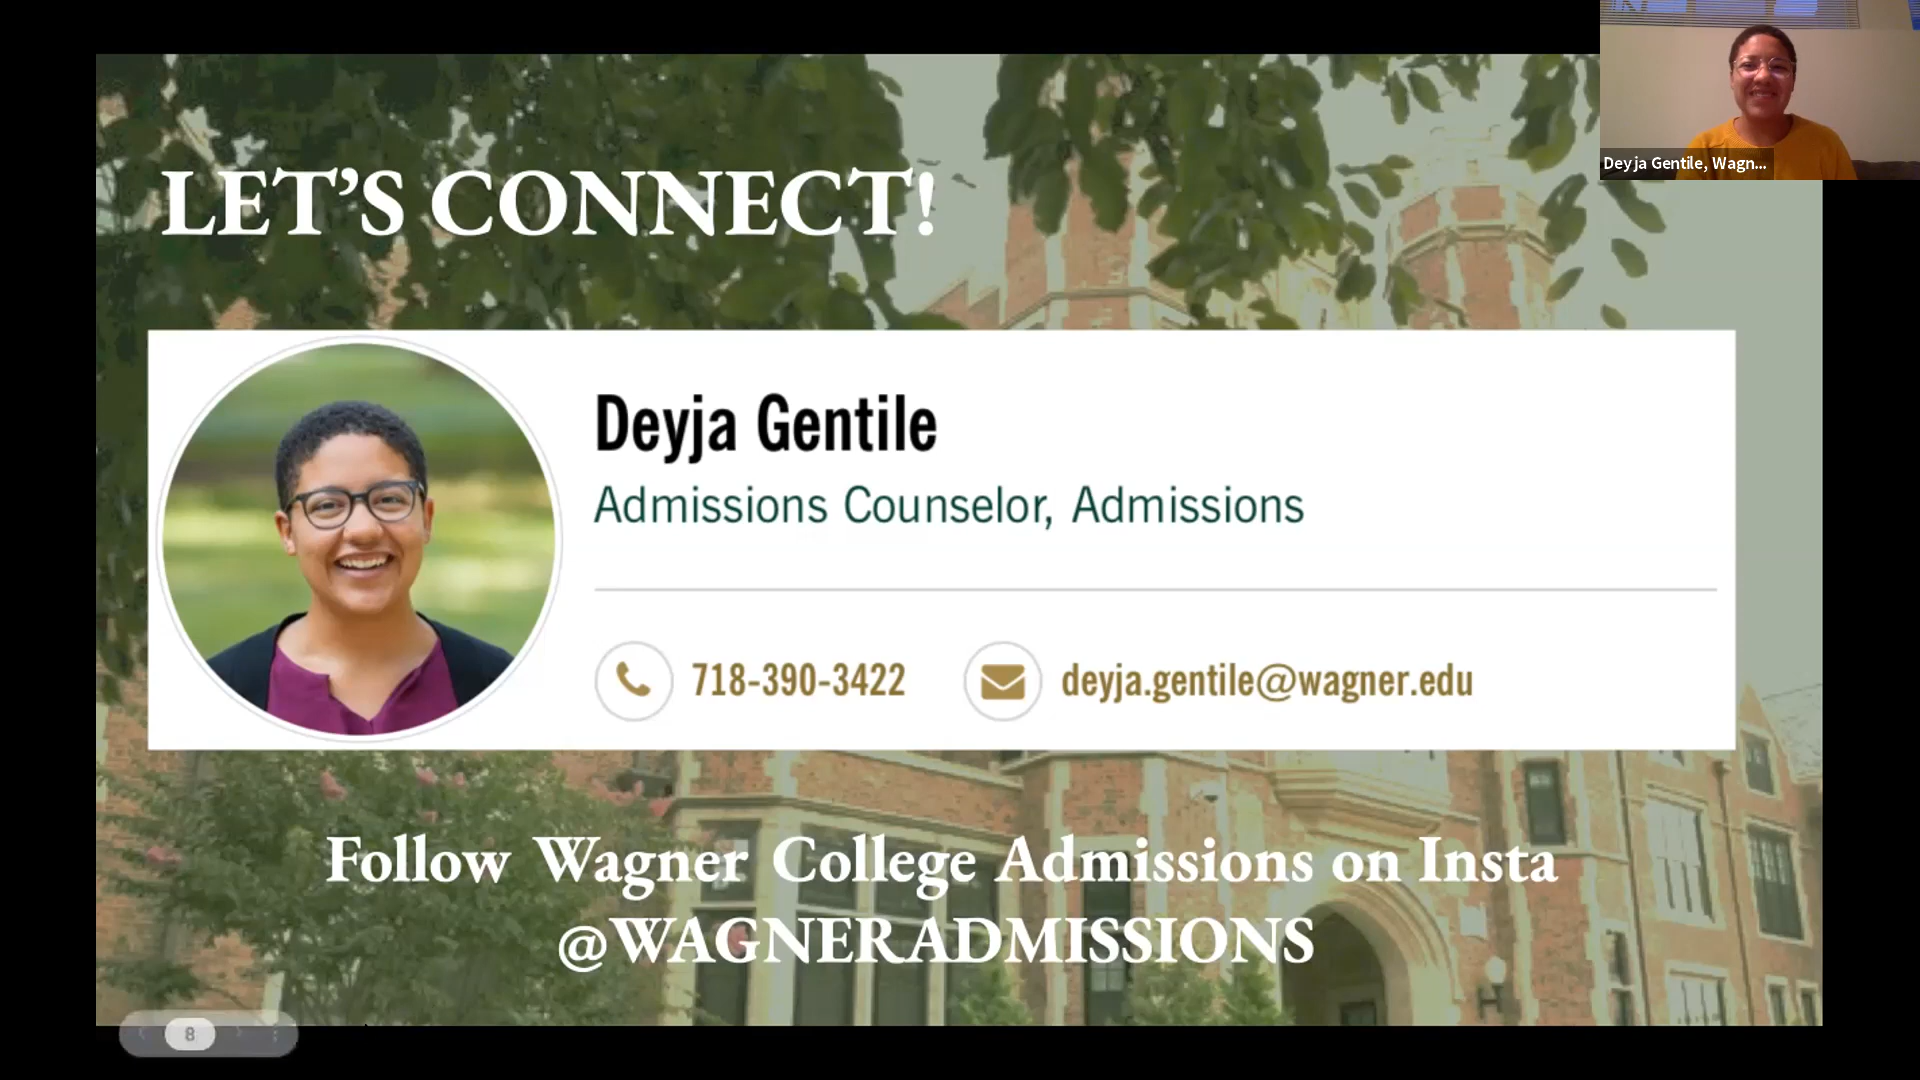 LET'S CONNECT!
Deyja Gentile, Wagn...
Deyja Gentile
Admissions Counselor, Admissions
718-390-3422
deyja.gentile@wagner.edu
Follow Wagner College Admissions on Insta
@WAGNERADMISSIONS
8